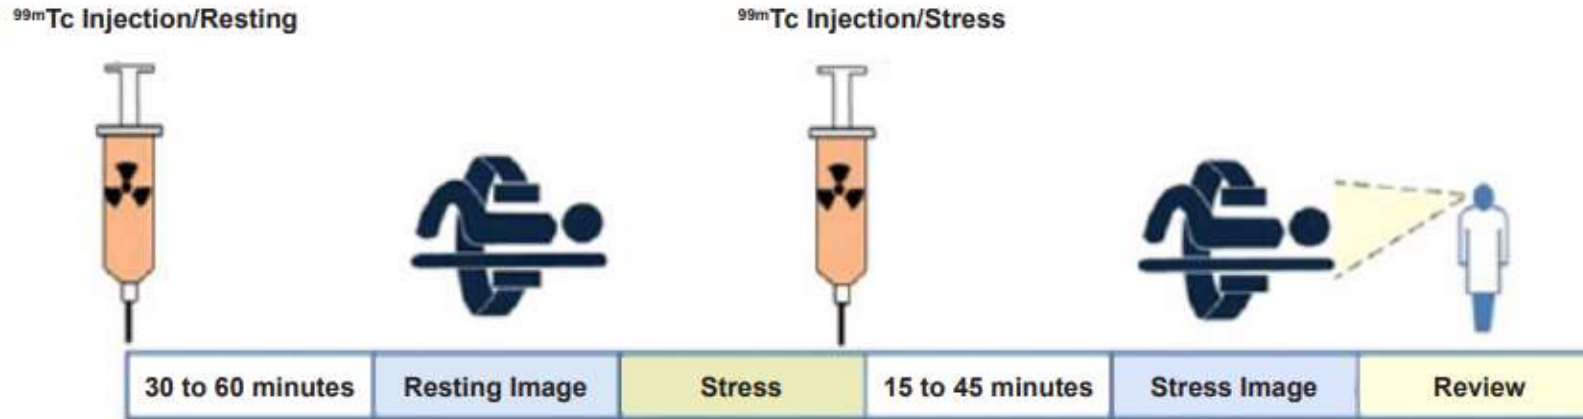 ⁹⁹ᵐTc Injection/Resting
⁹⁹ᵐTc Injection/Stress
30 to 60 minutes
Resting Image
Stress
15 to 45 minutes
Stress Image
Review